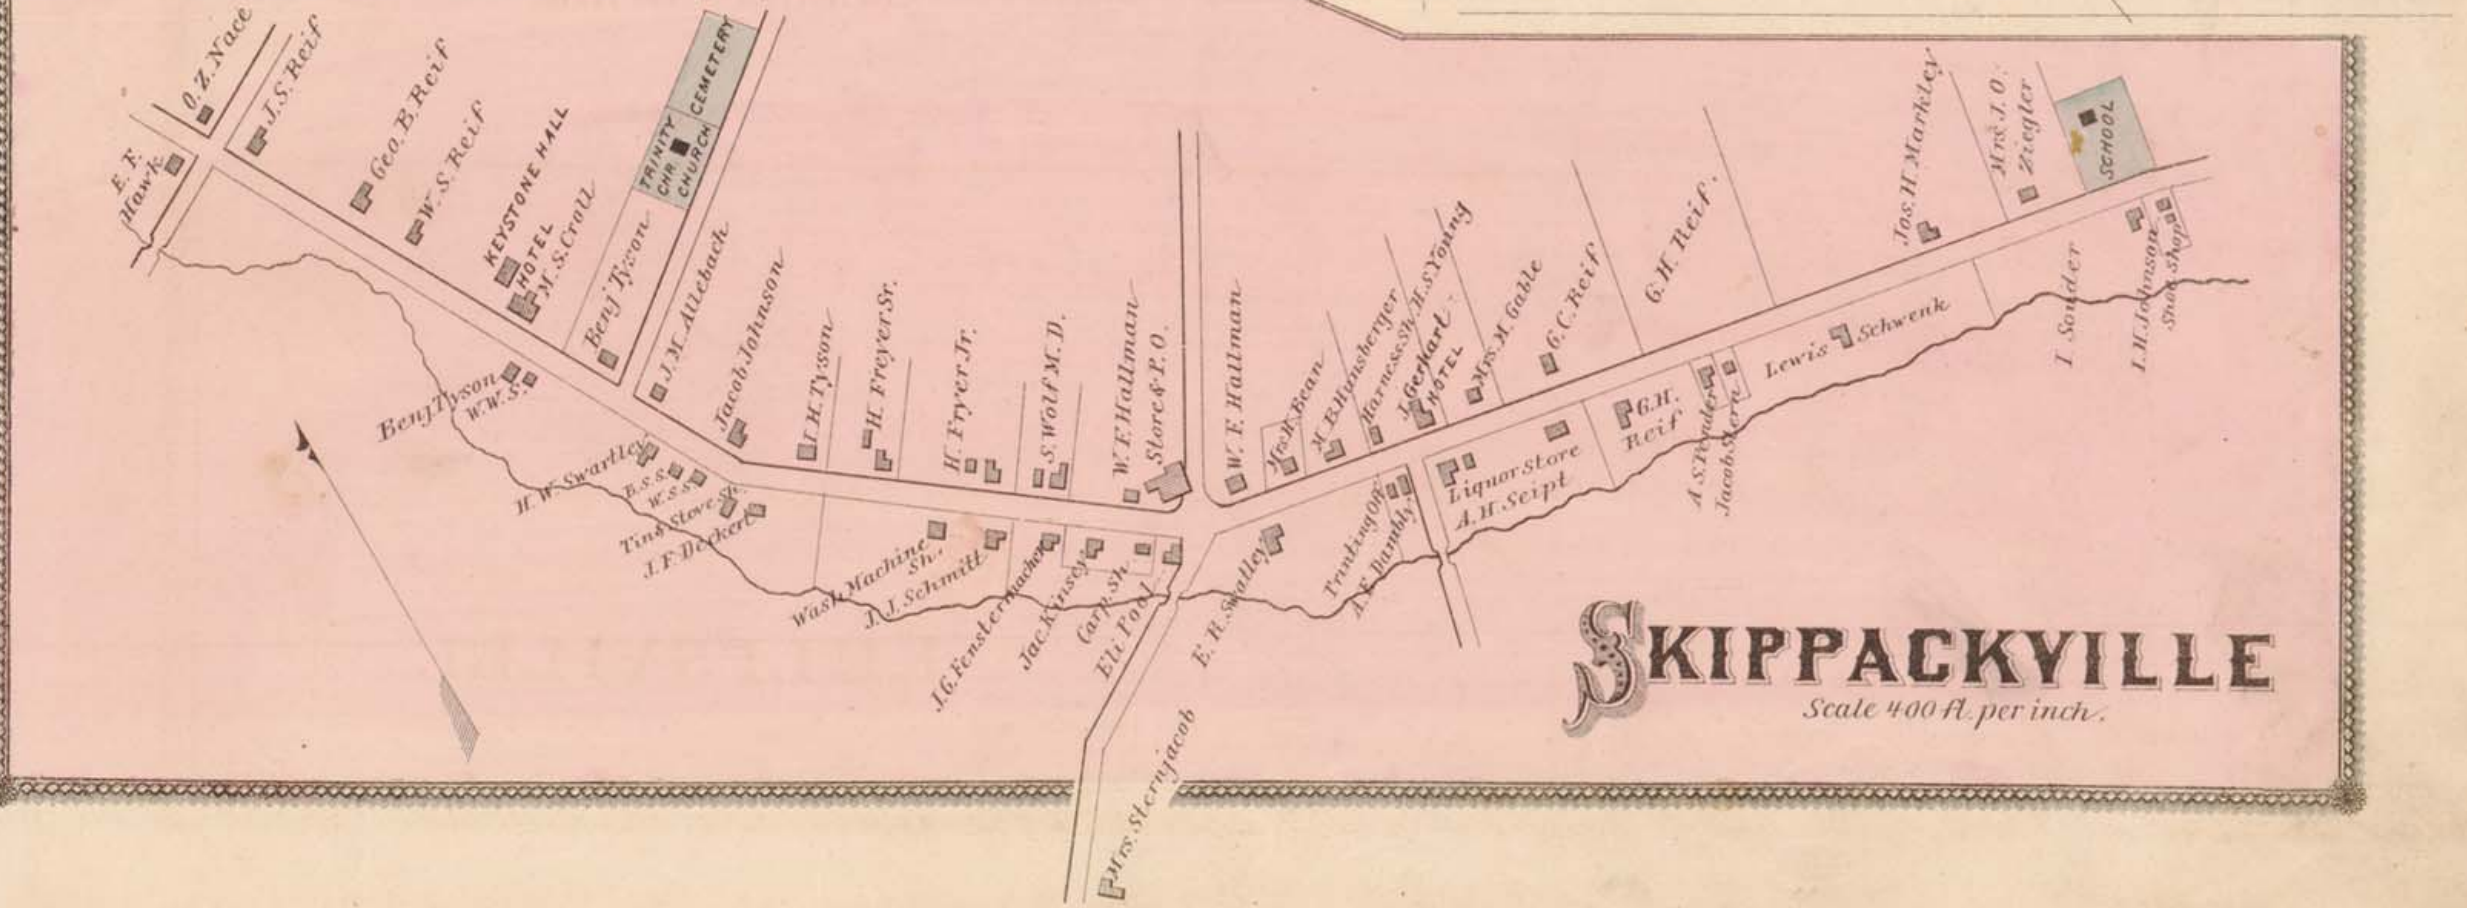 O. Z. Nace
J. S. Reif
E. F.
Hawk
Geo. B. Reif
W. S. Reif
KEYSTONE HALL
HOTEL
M. S. Croll
CEMETERY
TRINITY
CHR.
CHURCH
Benj Tyson
J. M. Allebach
Jacob Johnson
I. H. Tyson
H. Freyer Sr.
H. Fryer Jr.
S. Wolf M. D.
W. F. Hallman
Store & P. O.
W. F. Hallman
Mrs H. Bean
M. B. Hunsberger
Harness Sh. H. S. Young
J. Gerhart
HOTEL
Mrs. M. Gable
G. C. Reif
G. H. Reif.
Jos. H. Markley
Mrs. J. O.
Ziegler
SCHOOL
Benj Tyson
W. W. S.
H. W. Swartley
B. S. S.
W. S. S.
Tin & Stove Sh.
J. F. Deckert
Wash Machine
Sh.
J. J. Schmitt
J. G. Fenstermacher
Jac. Kinsey
Carp. Sh.
Eli Pool
E. R. Swalley
Printing Off.
A. E. Dambly
Liquor Store
A. H. Seipt
G. H.
Reif
Jacob Stern
Lewis Schwenk
I Souder
I. H. Johnson
Shoe Shop
Mrs. Sternjacob
SKIPPACKVILLE
Scale 400 ft. per inch.